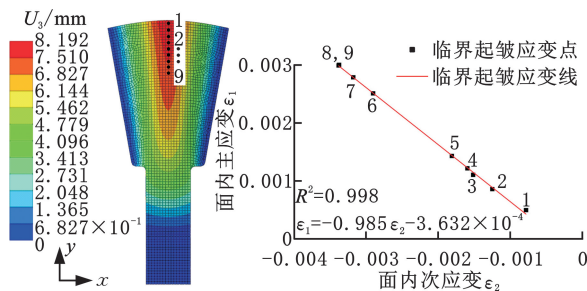 U₃/mm
8.192
7.510
6.827
6.144
5.462
4.779
4.096
3.413
2.731
2.048
1.365
6.827×10⁻¹
0
y
x
1
2
9
面内主应变ε₁
0.003
0.002
0.001
0
8,9
7
6
5
4
3
2
1
临界起皱应变点
临界起皱应变线
R²=0.998
ε₁=-0.985ε₂-3.632×10⁻⁴
-0.004 -0.003 -0.002 -0.001 0
面内次应变ε₂